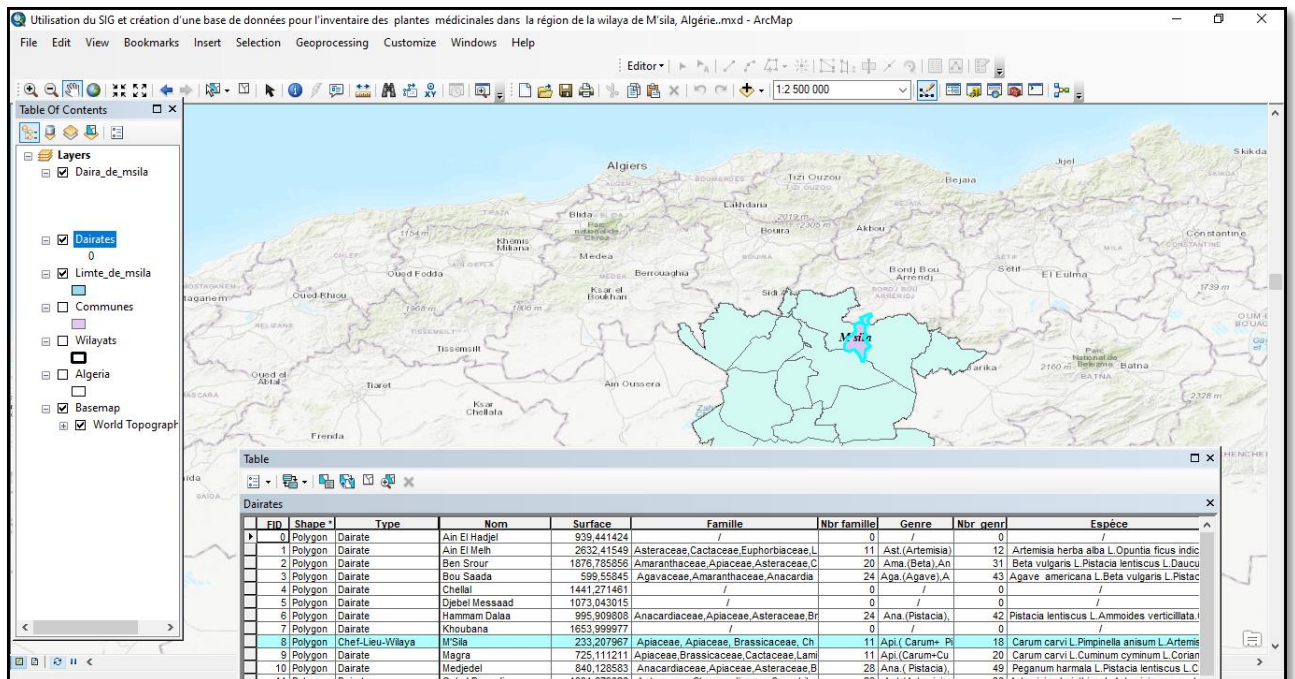 Utilisation du SIG et création d'une base de données pour l'inventaire des plantes médicinales dans la région de la wilaya de M'sila, Algérie..mxd - ArcMap
File Edit View Bookmarks Insert Selection Geoprocessing Customize Windows Help
Editor
1:2 500 000
Table Of Contents
Layers
Daira_de_msila
Dairates
0
Limte_de_msila
Communes
Wilayats
Algeria
Basemap
World Topograph
Skikda
Algiers
Jijel
Tizi Ouzou
Bejaia
Lakhdaria
Blida
2019 m
2305 m
Bouira
Akbou
Constantine
1154 m
Khemis Miliana
Medea
Oued Fodda
Berrouaghia
Bordj Bou Arreridj
Sétif
El Eulma
1739 m
Ksar el Boukhari
Oued Rhiou
Sidi
M'sila
Tissemsilt
Batna
2160 m
Tiaret
Ain Oussera
2328 m
Ksar Chellala
Frenda
Table
Dairates
FID Shape * Type Nom Surface Famille Nbr famille Genre Nbr genr Espéce
0 Polygon Dairate Ain El Hadjel 939,441424 / 0 / 0 /
1 Polygon Dairate Ain El Melh 2632,41549 Asteraceae,Cactaceae,Euphorbiaceae,L 11 Ast.(Artemisia) 12 Artemisia herba alba L.Opuntia ficus indic
2 Polygon Dairate Ben Srour 1876,785856 Amaranthaceae,Apiaceae,Asteraceae,C 20 Ama.(Beta),An 31 Beta vulgaris L.Pistacia lentiscus L.Daucu
3 Polygon Dairate Bou Saada 599,55845 Agavaceae,Amaranthaceae,Anacardia 24 Aga.(Agave),A 43 Agave americana L.Beta vulgaris L.Pistac
4 Polygon Dairate Chellal 1441,271461 / 0 / 0 /
5 Polygon Dairate Djebel Messaad 1073,043015 / 0 / 0 /
6 Polygon Dairate Hammam Dalaa 995,909808 Anacardiaceae,Apiaceae,Asteraceae,Br 24 Ana.(Pistacia), 42 Pistacia lentiscus L.Ammoides verticilllata.
7 Polygon Dairate Khoubana 1653,999977 / 0 / 0 /
8 Polygon Chef-Lieu-Wilaya M'Sila 233,207967 Apiaceae, Apiaceae, Brassicaceae, Ch 11 Api.( Carum+ Pi 18 Carum carvi L.Pimpinella anisum L.Artemis
9 Polygon Dairate Magra 725,111211 Apiaceae,Brassicaceae,Cactaceae,Lami 11 Api.(Carum+Cu 20 Carum carvi L.Cuminum cyminum L.Corian
10 Polygon Dairate Medjedel 840,128583 Anacardiaceae,Apiaceae,Asteraceae,B 28 Ana.( Pistacia), 49 Peganum harmala L.Pistacia lentiscus L.C